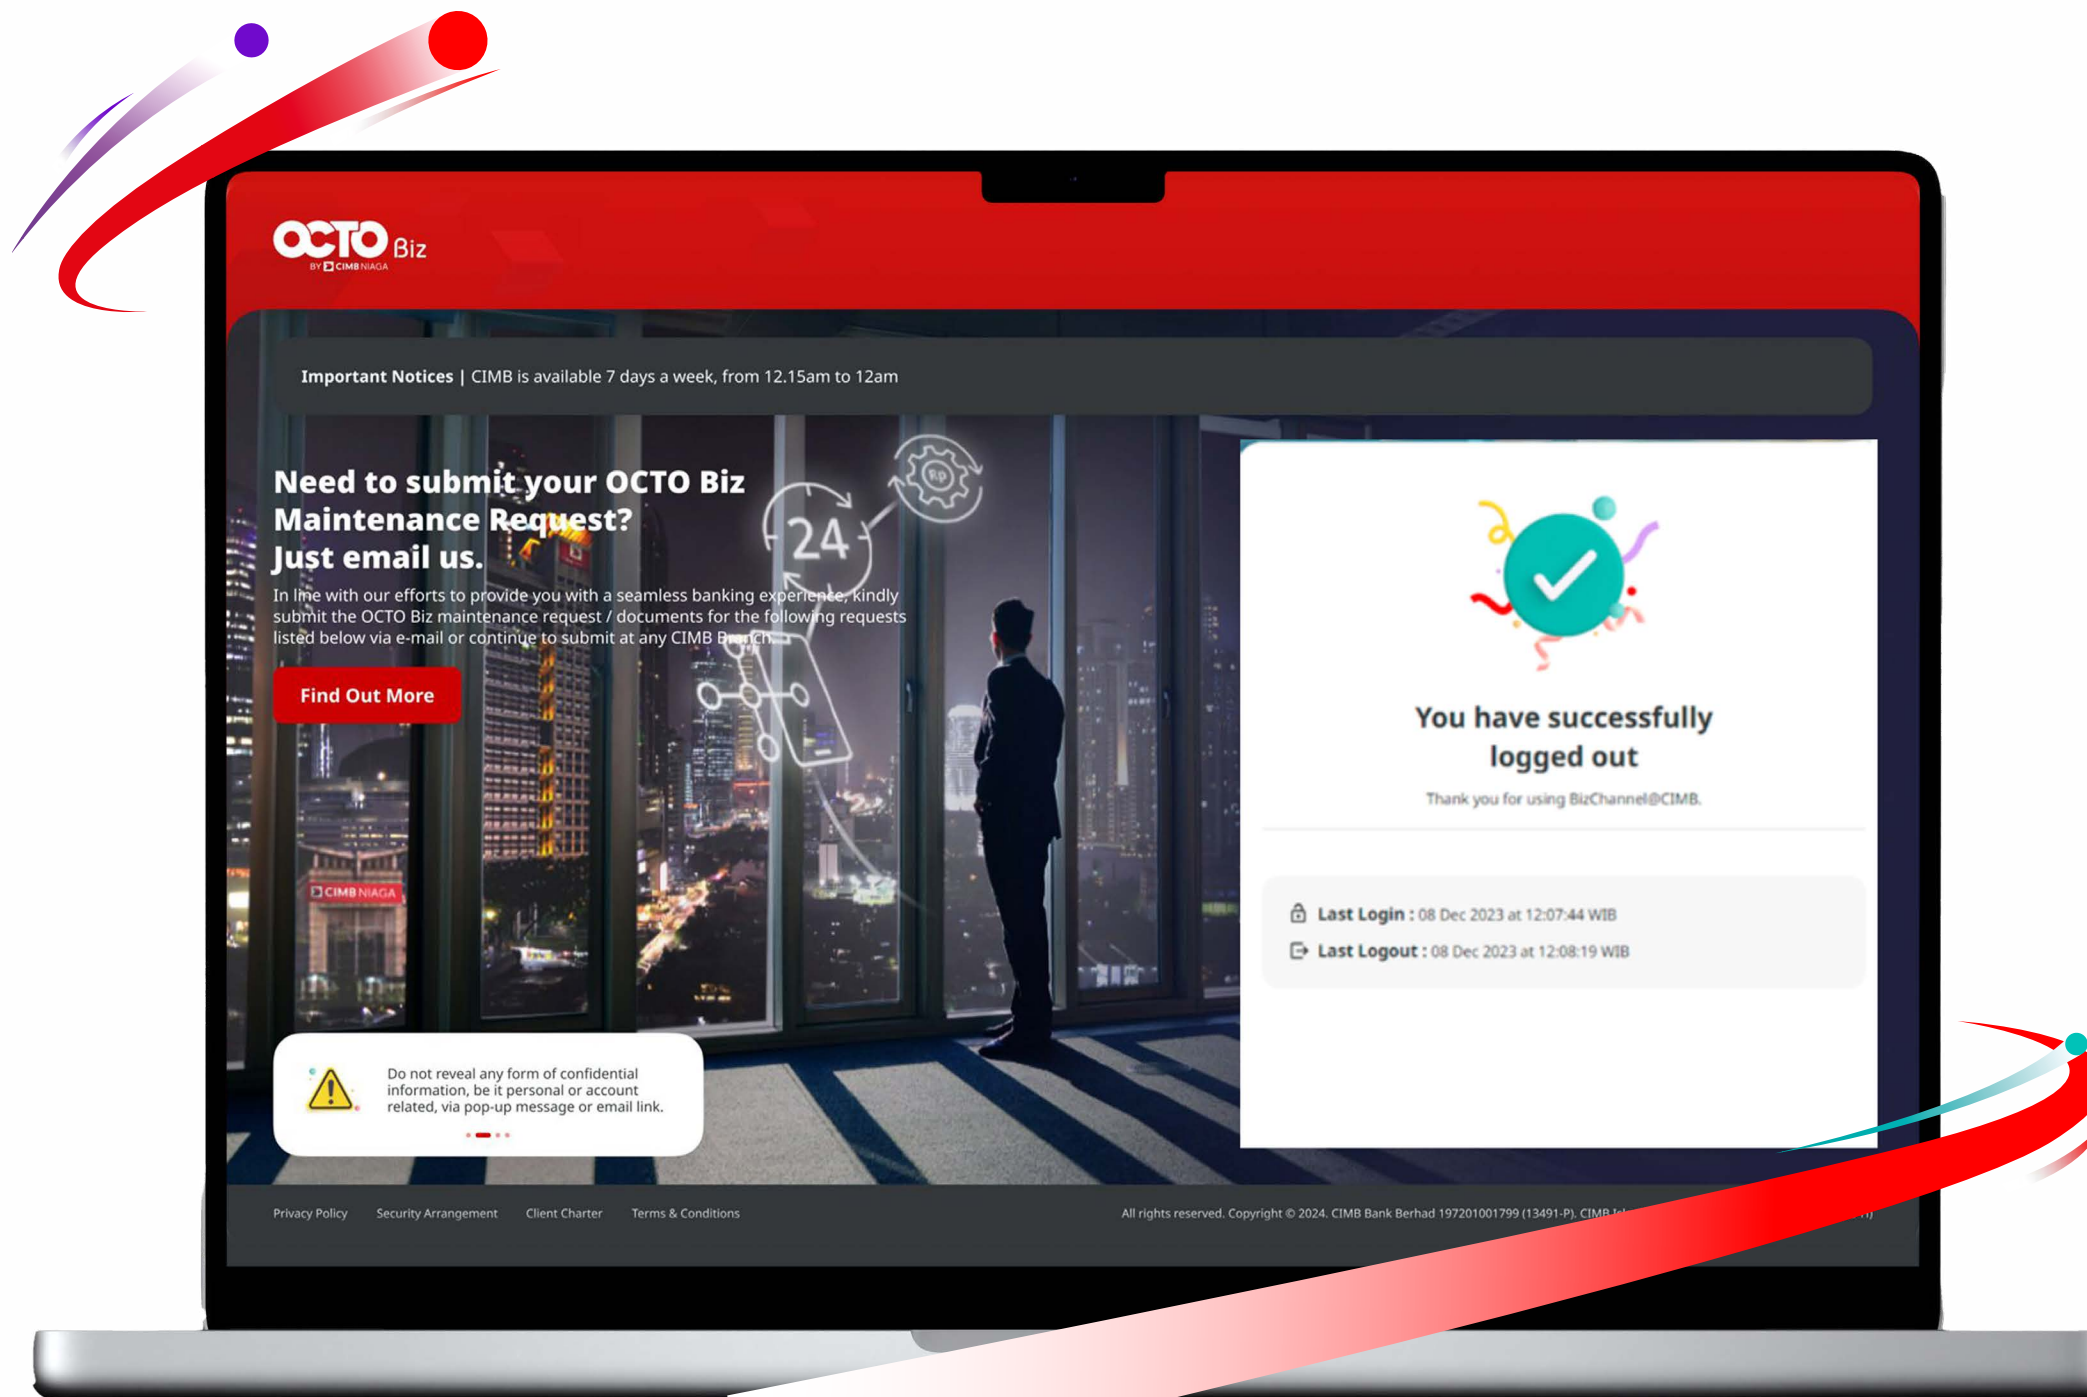 OCTO Biz
BY CIMB NIAGA
Important Notices | CIMB is available 7 days a week, from 12.15am to 12am
Need to submit your OCTO Biz
Maintenance Request?
Just email us.
In line with our efforts to provide you with a seamless banking experience, kindly
submit the OCTO Biz maintenance request / documents for the following requests
listed below via e-mail or continue to submit at any CIMB Branch.
Find Out More
24
Rp
CIMB NIAGA
Do not reveal any form of confidential
information, be it personal or account
related, via pop-up message or email link.
You have successfully
logged out
Thank you for using BizChannel@CIMB.
Last Login : 08 Dec 2023 at 12:07:44 WIB
Last Logout : 08 Dec 2023 at 12:08:19 WIB
Privacy Policy Security Arrangement Client Charter Terms & Conditions
All rights reserved. Copyright © 2024. CIMB Bank Berhad 197201001799 (13491-P). CIMB